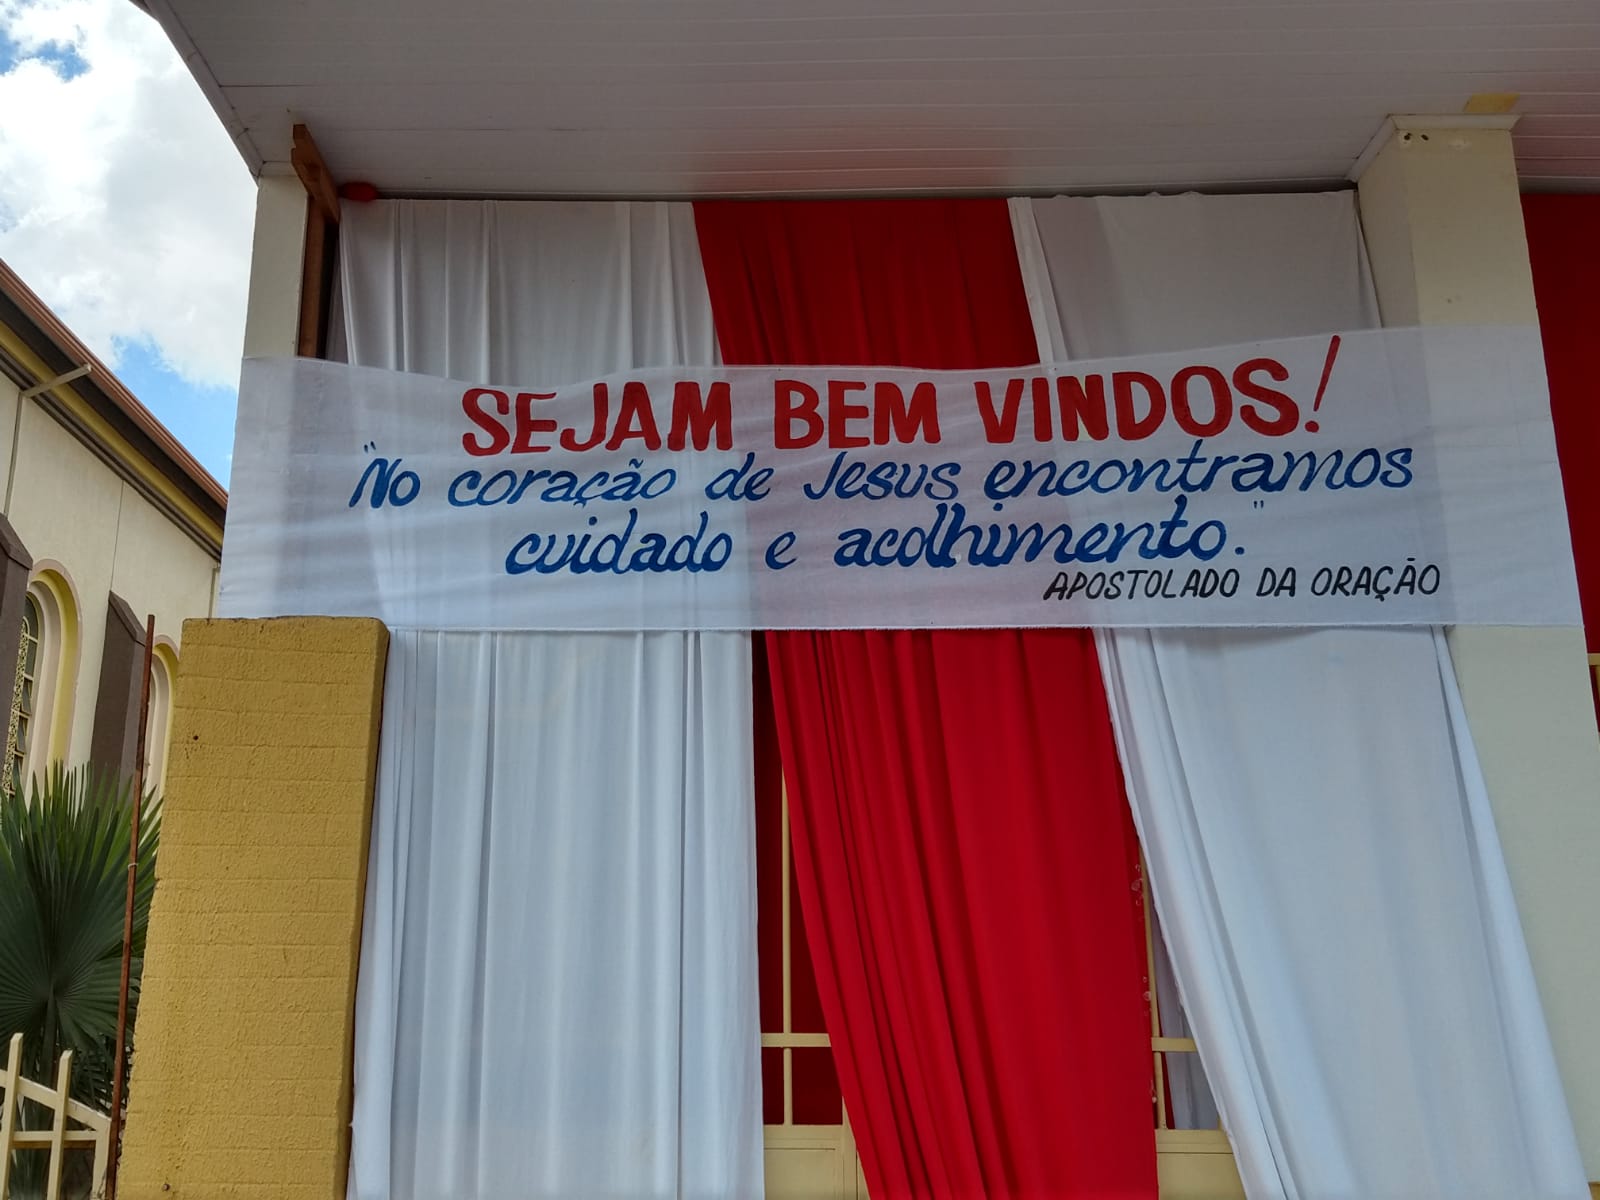 SEJAM BEM VINDOS!
"No coração de Jesus encontramos
cuidado e acolhimento."
APOSTOLADO DA ORAÇÃO